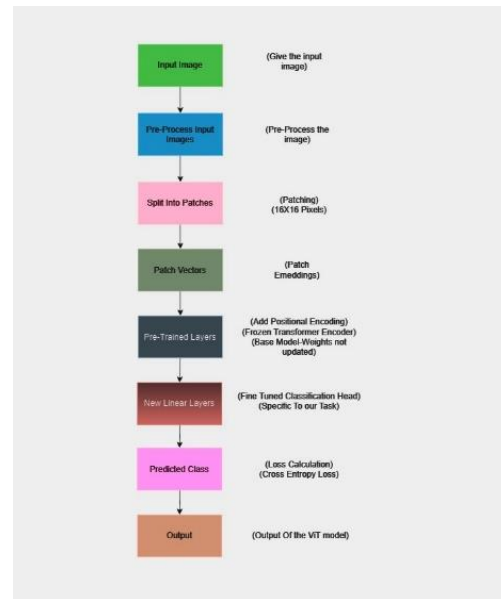 Input Image
(Give the input
image)
Pre-Process Input
Images
(Pre-Process the
image)
Split Into Patches
(Patching)
(16X16 Pixels)
Patch Vectors
(Patch
Emeddings)
Pre-Trained Layers
(Add Positional Encoding)
(Frozen Transformer Encoder)
(Base Model-Weights not
updated)
New Linear Layers
(Fine Tuned Classification Head)
(Specific To our Task)
Predicted Class
(Loss Calculation)
(Cross Entropy Loss)
Output
(Output Of the ViT model)